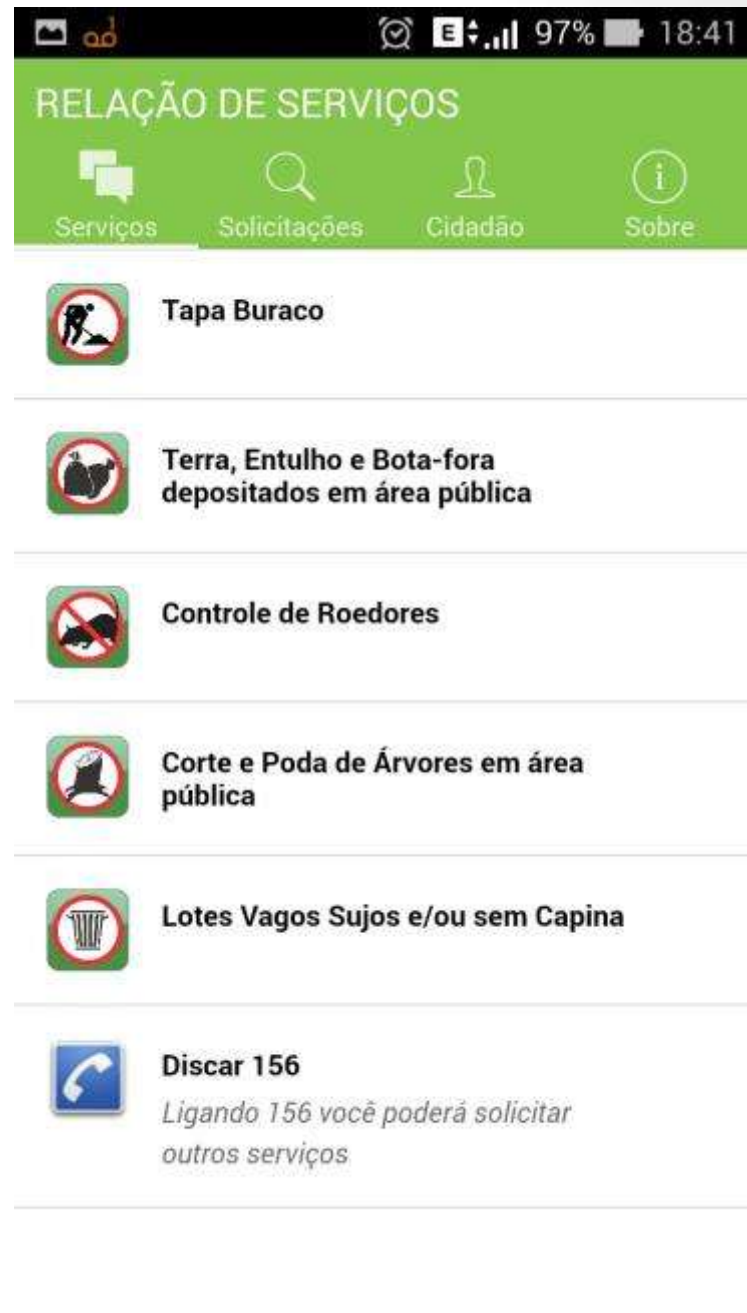 E 97% 18:41
RELAÇÃO DE SERVIÇOS
Serviços Solicitações Cidadão Sobre
Tapa Buraco
Terra, Entulho e Bota-fora
depositados em área pública
Controle de Roedores
Corte e Poda de Árvores em área
pública
Lotes Vagos Sujos e/ou sem Capina
Discar 156
Ligando 156 você poderá solicitar
outros serviços